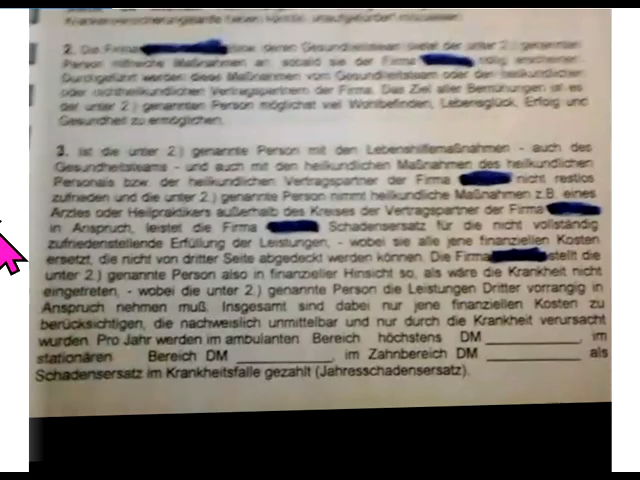 2. Die Firma bzw. deren Gesundheitsteam bietet der unter 2.) genannten
Person hilfreiche Maßnahmen an, sobald sie der Firma nötig erscheinen.
Durchgeführt werden diese Maßnahmen vom Gesundheitsteam oder den heilkundlichen
oder nichtheilkundlichen Vertragspartnern der Firma. Das Ziel aller Bemühungen ist es
der unter 2.) genannten Person möglichst viel Wohlbefinden, Lebensglück, Erfolg und
Gesundheit zu ermöglichen.
3. Ist die unter 2.) genannte Person mit den Lebenshilfemaßnahmen - auch des
Gesundheitsteams - und auch mit den heilkundlichen Maßnahmen des heilkundlichen
Personals bzw. der heilkundlichen Vertragspartner der Firma nicht restlos
zufrieden und die unter 2.) genannte Person nimmt heilkundliche Maßnahmen z.B. eines
Arztes oder Heilpraktikers außerhalb des Kreises der Vertragspartner der Firma
in Anspruch, leistet die Firma Schadensersatz für die nicht vollständig
zufriedenstellende Erfüllung der Leistungen, - wobei sie alle jene finanziellen Kosten
ersetzt, die nicht von dritter Seite abgedeckt werden können. Die Firma stellt die
unter 2.) genannte Person also in finanzieller Hinsicht so, als wäre die Krankheit nicht
eingetreten, - wobei die unter 2.) genannte Person die Leistungen Dritter vorrangig in
Anspruch nehmen muß. Insgesamt sind dabei nur jene finanziellen Kosten zu
berücksichtigen, die nachweislich unmittelbar und nur durch die Krankheit verursacht
wurden. Pro Jahr werden im ambulanten Bereich höchstens DM __________, im
stationären Bereich DM __________, im Zahnbereich DM __________ als
Schadensersatz im Krankheitsfalle gezahlt (Jahresschadensersatz).